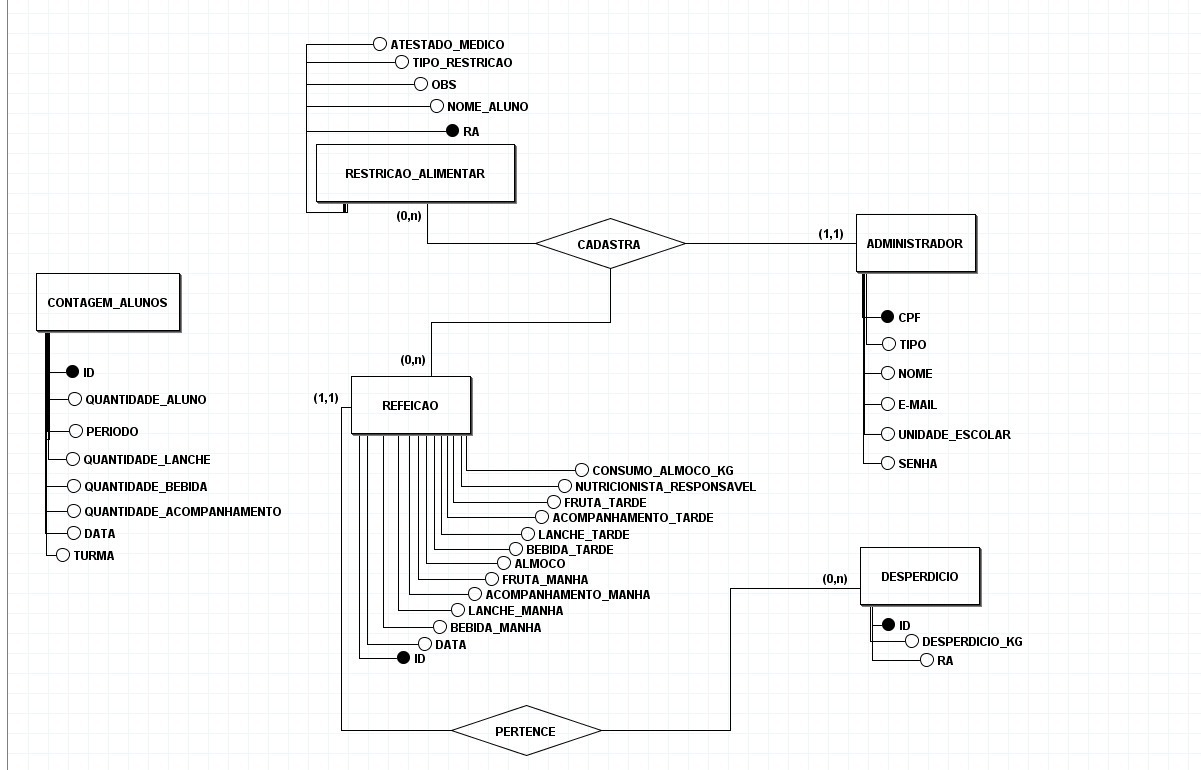 ATESTADO_MEDICO
TIPO_RESTRICAO
OBS
NOME_ALUNO
RA
RESTRICAO_ALIMENTAR
(0,n)
CADASTRA
(1,1)
ADMINISTRADOR
CPF
TIPO
NOME
E-MAIL
UNIDADE_ESCOLAR
SENHA
CONTAGEM_ALUNOS
ID
QUANTIDADE_ALUNO
PERIODO
QUANTIDADE_LANCHE
QUANTIDADE_BEBIDA
QUANTIDADE_ACOMPANHAMENTO
DATA
TURMA
(0,n)
(1,1)
REFEICAO
CONSUMO_ALMOCO_KG
NUTRICIONISTA_RESPONSAVEL
FRUTA_TARDE
ACOMPANHAMENTO_TARDE
LANCHE_TARDE
BEBIDA_TARDE
ALMOCO
FRUTA_MANHA
ACOMPANHAMENTO_MANHA
LANCHE_MANHA
BEBIDA_MANHA
DATA
ID
(0,n)
DESPERDICIO
ID
DESPERDICIO_KG
RA
PERTENCE